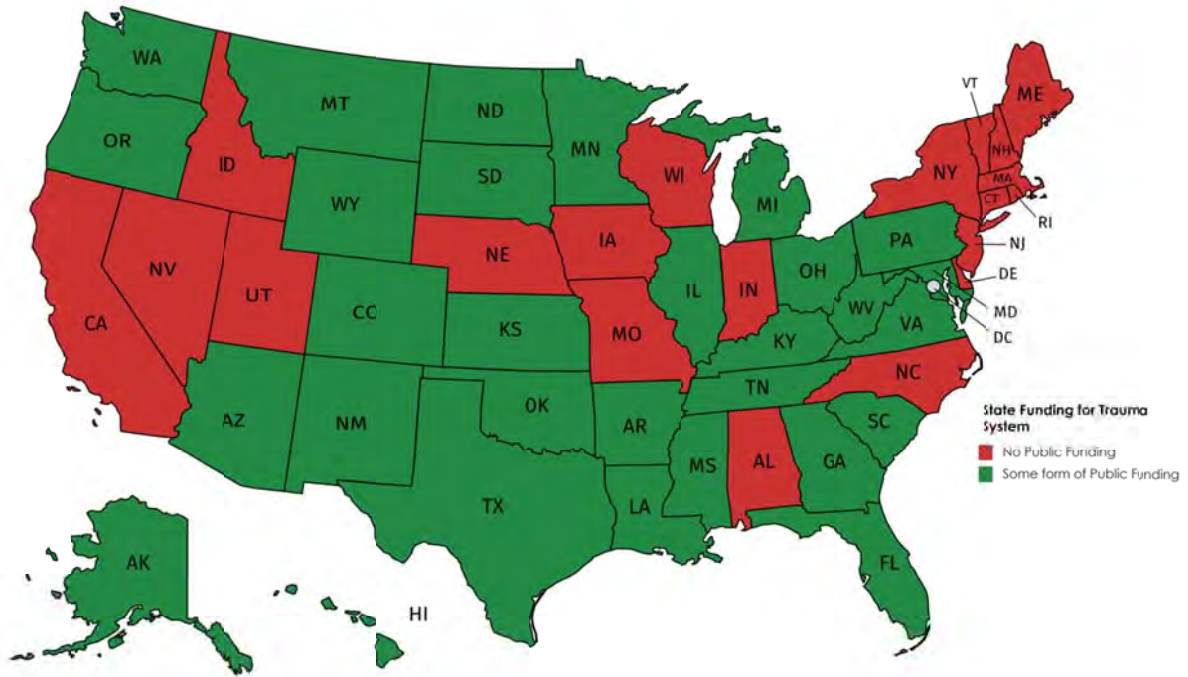 WA
MT
ND
MN
OR
ID
SD
WI
WY
MI
VT
ME
NH
NY
MA
CT
RI
NJ
PA
DE
MD
DC
NV
UT
NE
IA
IL
IN
OH
WV
VA
CA
CC
KS
MO
KY
NC
TN
AZ
NM
OK
AR
SC
MS
AL
GA
TX
LA
FL
AK
HI
State Funding for Trauma
System
No Public Funding
Some form of Public Funding